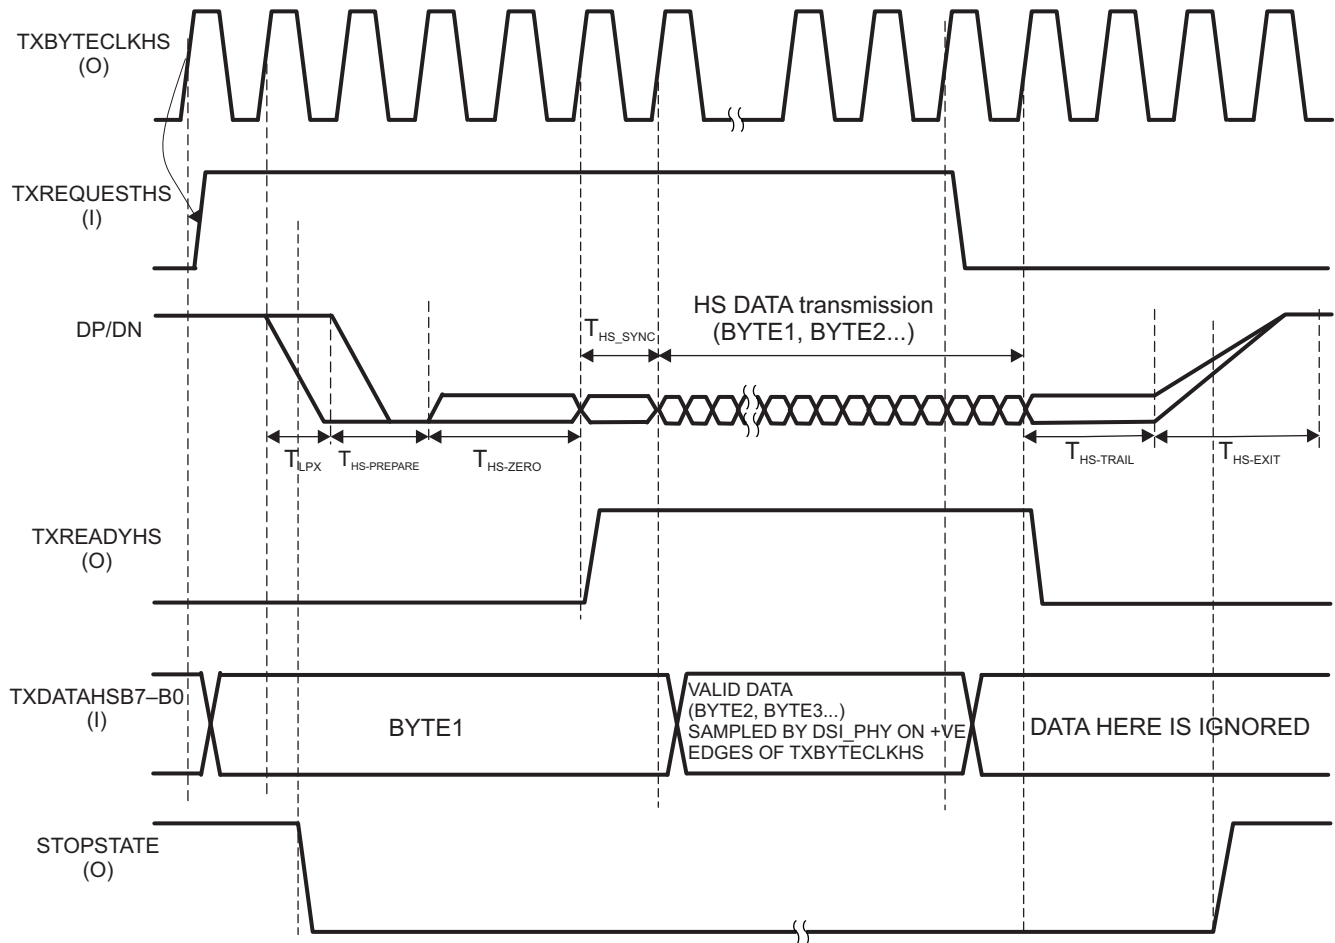 TXBYTECLKHS
(O)
TXREQUESTHS
(I)
DP/DN
THS_SYNC
HS DATA transmission
(BYTE1, BYTE2...)
TLPX
THS-PREPARE
THS-ZERO
THS-TRAIL
THS-EXIT
TXREADYHS
(O)
TXDATAHSB7–B0
(I)
BYTE1
VALID DATA
(BYTE2, BYTE3...)
SAMPLED BY DSI_PHY ON +VE
EDGES OF TXBYTECLKHS
DATA HERE IS IGNORED
STOPSTATE
(O)